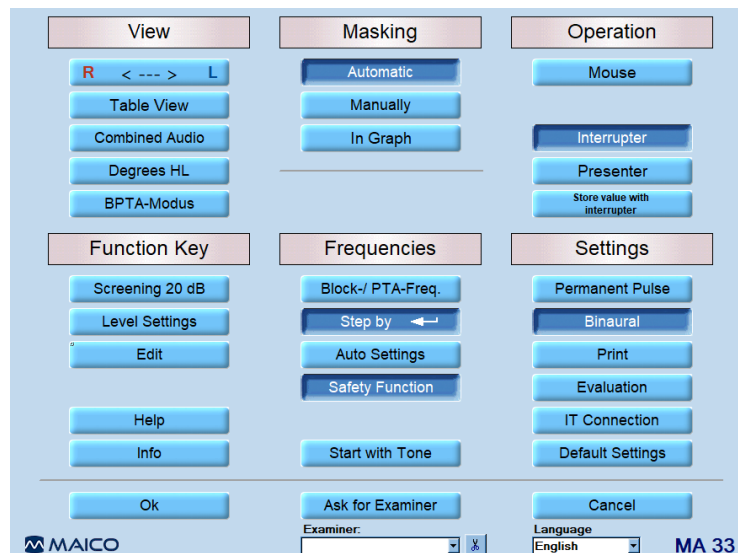 View
R < --- > L
Table View
Combined Audio
Degrees HL
BPTA-Modus
Masking
Automatic
Manually
In Graph
Operation
Mouse
Interrupter
Presenter
Store value with
interrupter
Function Key
Screening 20 dB
Level Settings
Edit
Help
Info
Frequencies
Block-/ PTA-Freq.
Step by
Auto Settings
Safety Function
Start with Tone
Settings
Permanent Pulse
Binaural
Print
Evaluation
IT Connection
Default Settings
Ok
Ask for Examiner
Cancel
Examiner:
Language
English
MAICO
MA 33